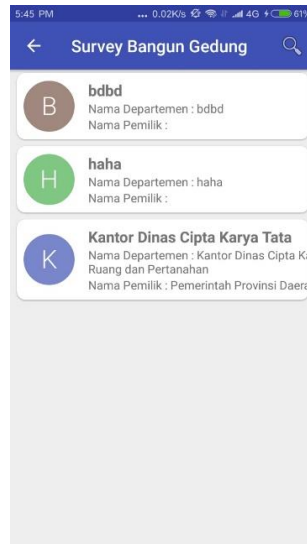 5:45 PM ... 0.02K/s 4G 61%
Survey Bangun Gedung
B
bdbd
Nama Departemen : bdbd
Nama Pemilik :
H
haha
Nama Departemen : haha
Nama Pemilik :
K
Kantor Dinas Cipta Karya Tata
Nama Departemen : Kantor Dinas Cipta Ka
Ruang dan Pertanahan
Nama Pemilik : Pemerintah Provinsi Daera